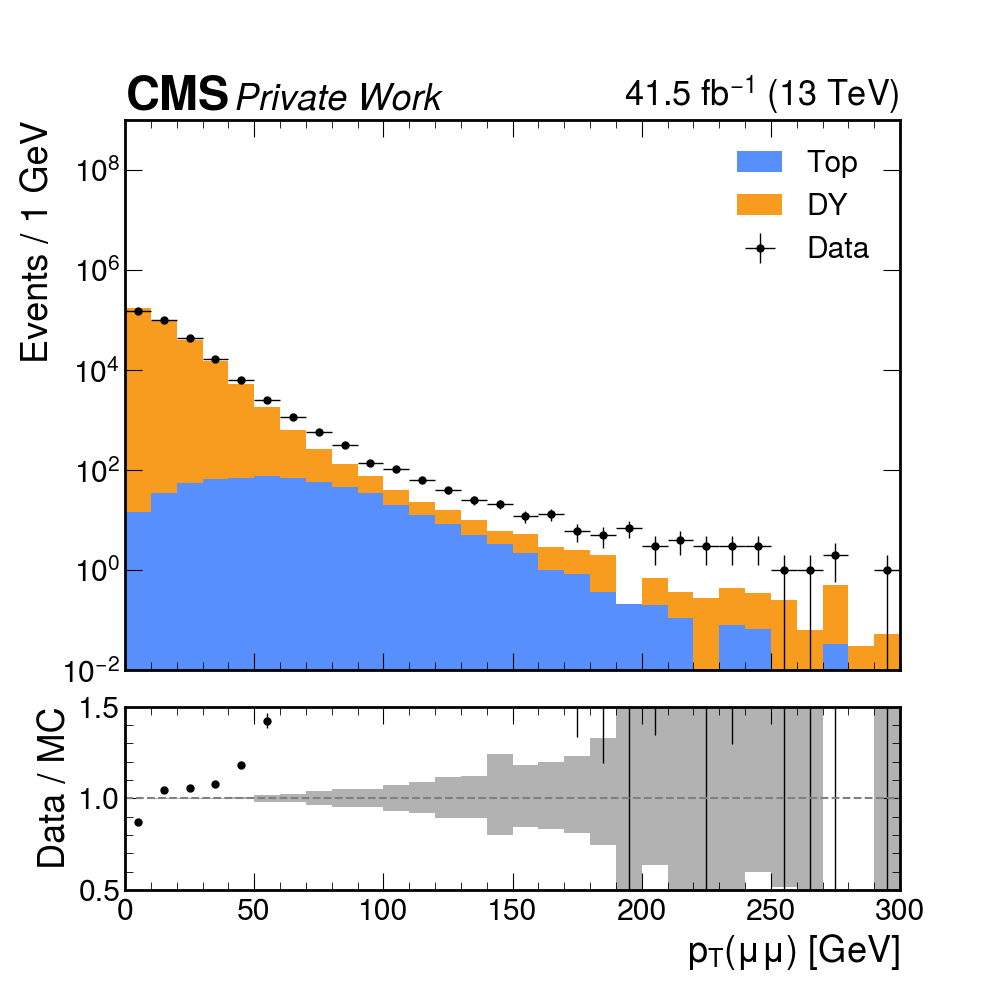 CMS Private Work
41.5 fb⁻¹ (13 TeV)
Events / 1 GeV
10⁸
10⁶
10⁴
10²
10⁰
10⁻²
Top
DY
Data
Data / MC
1.5
1.0
0.5
0 50 100 150 200 250 300
p_T(μμ) [GeV]